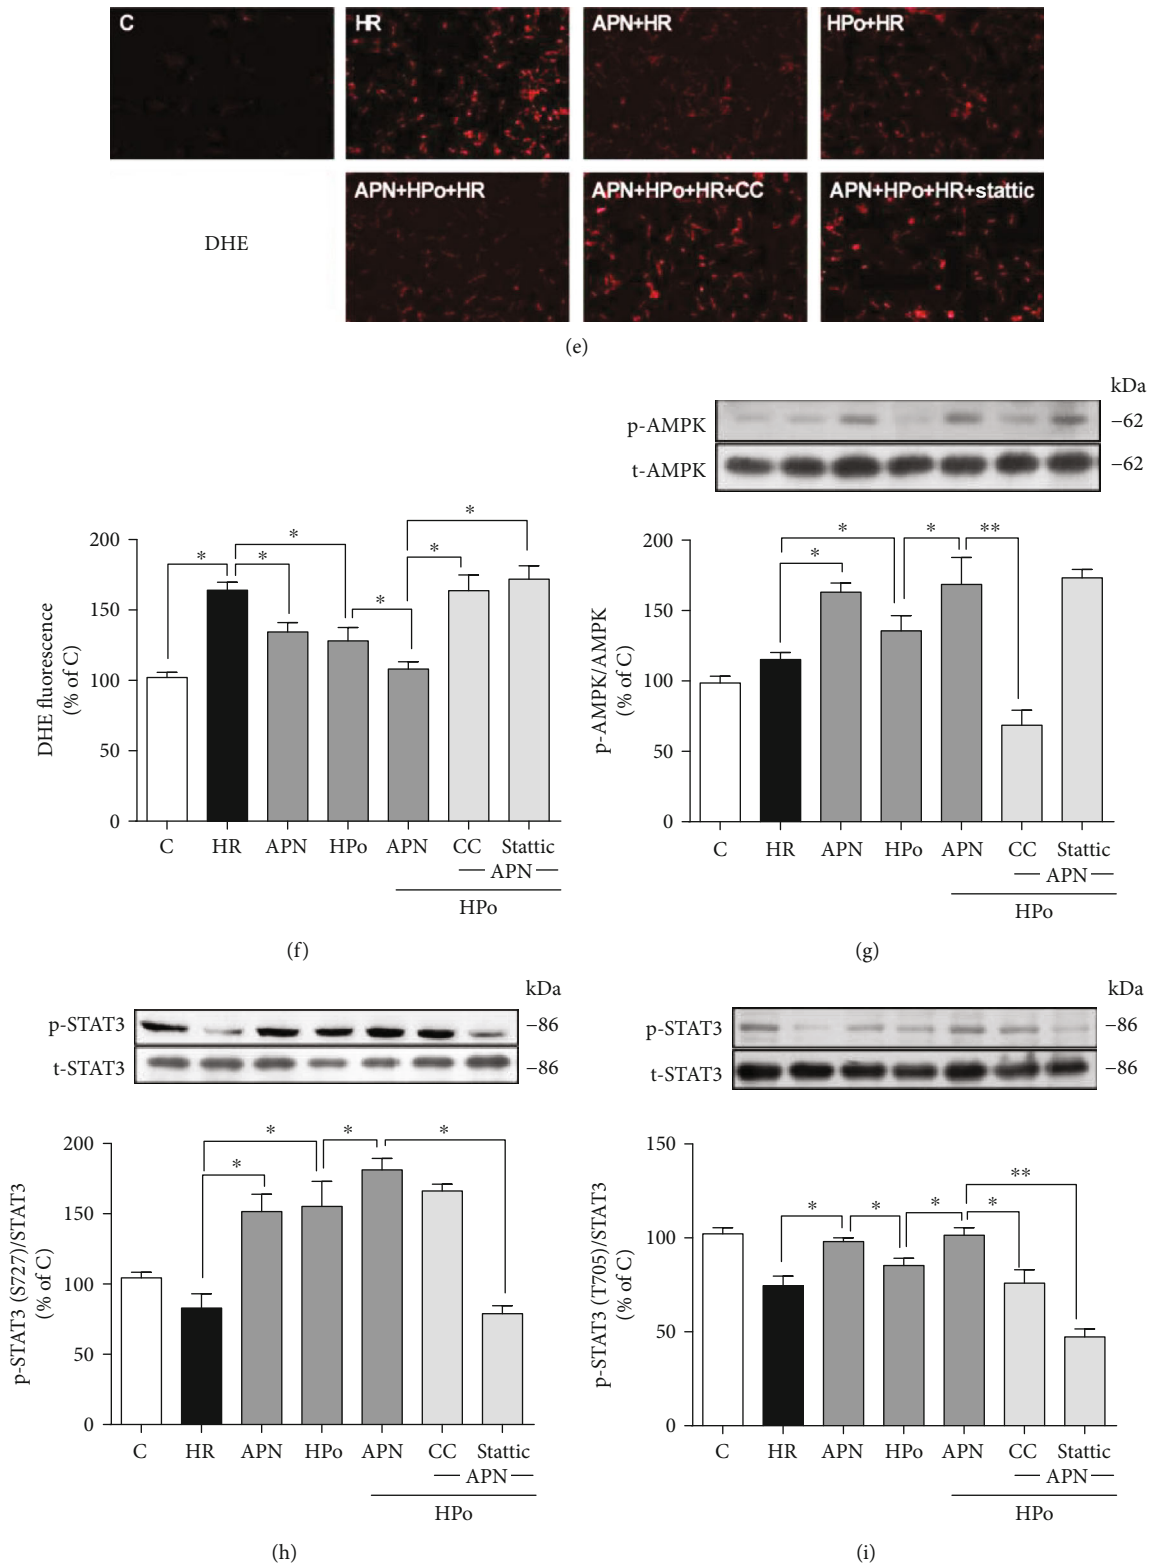 C
HR
APN+HR
HPo+HR
APN+HPo+HR
APN+HPo+HR+CC
APN+HPo+HR+stattic
DHE
(e)
DHE fluorescence
(% of C)
200
150
100
50
0
* * * * * *
C HR APN HPo APN CC Stattic
APN
HPo
(f)
kDa
p-AMPK −62
t-AMPK −62
p-AMPK/AMPK
(% of C)
200
150
100
50
0
* * * **
C HR APN HPo APN CC Stattic
APN
HPo
(g)
kDa
p-STAT3 −86
t-STAT3 −86
p-STAT3 (S727)/STAT3
(% of C)
200
150
100
50
0
* * * *
C HR APN HPo APN CC Stattic
APN
HPo
(h)
kDa
p-STAT3 −86
t-STAT3 −86
p-STAT3 (T705)/STAT3
(% of C)
150
100
50
0
* * * * **
C HR APN HPo APN CC Stattic
APN
HPo
(i)